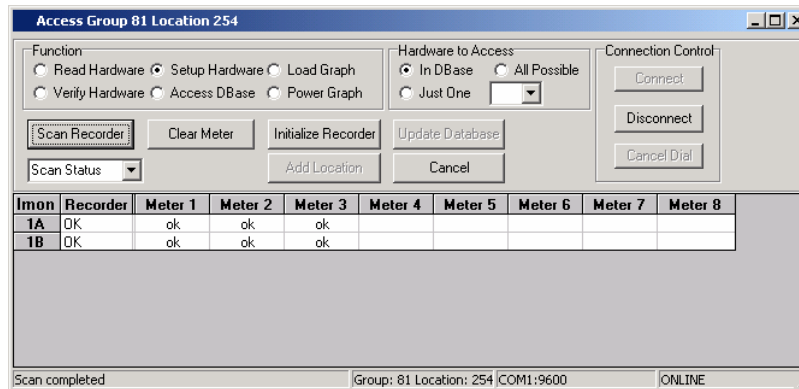 Access Group 81 Location 254
Function
Hardware to Access
Connection Control
Read Hardware Setup Hardware Load Graph
In DBase All Possible
Connect
Verify Hardware Access DBase Power Graph
Just One
Disconnect
Scan Recorder Clear Meter Initialize Recorder Update Database
Cancel Dial
Scan Status Add Location Cancel
Imon Recorder Meter 1 Meter 2 Meter 3 Meter 4 Meter 5 Meter 6 Meter 7 Meter 8
1A OK ok ok ok
1B OK ok ok ok
Scan completed Group: 81 Location: 254 COM1:9600 ONLINE